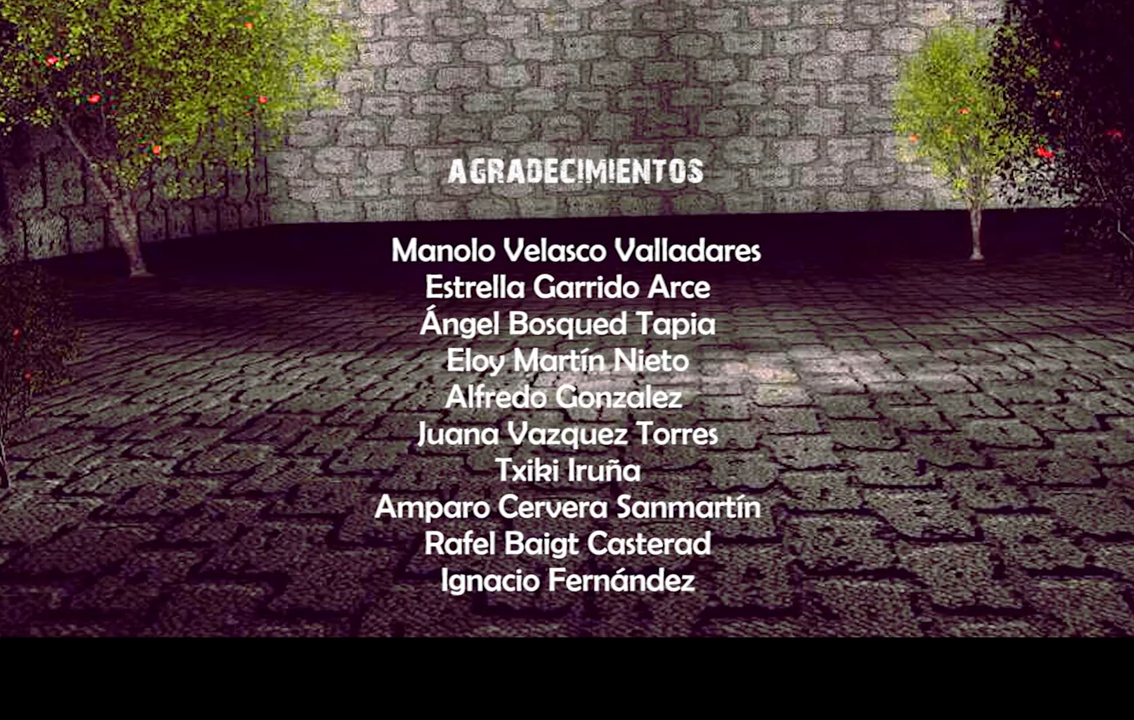 AGRADECIMIENTOS
Manolo Velasco Valladares
Estrella Garrido Arce
Ángel Bosqued Tapia
Eloy Martín Nieto
Alfredo Gonzalez
Juana Vazquez Torres
Txiki Iruña
Amparo Cervera Sanmartín
Rafel Baigt Casterad
Ignacio Fernández